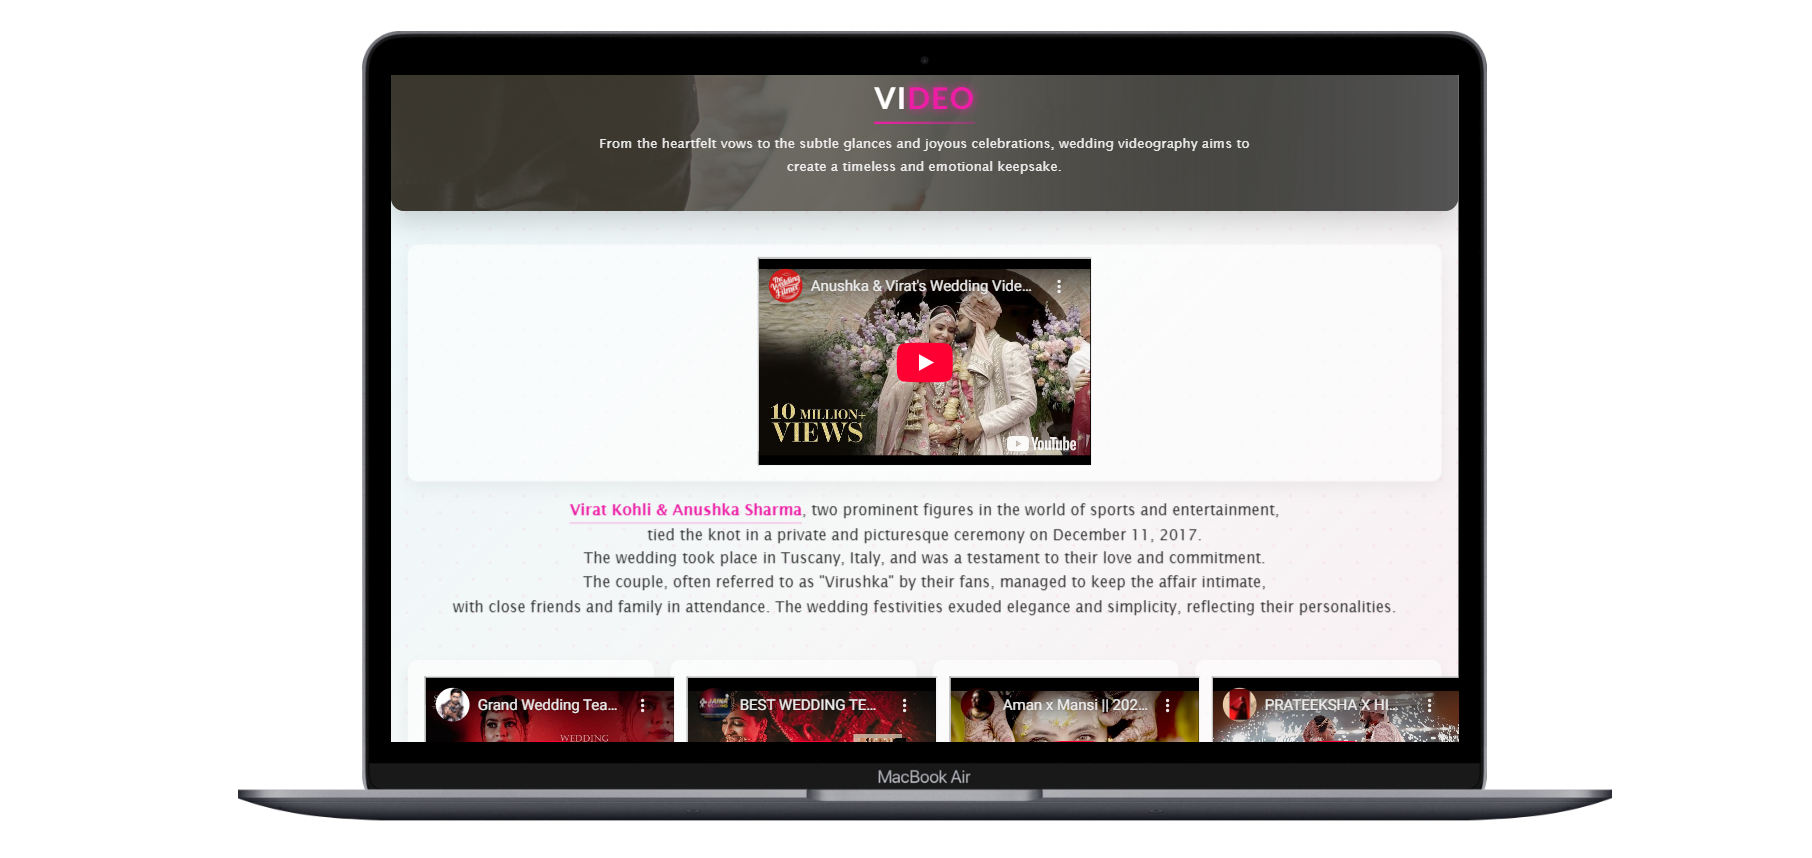 VIDEO
From the heartfelt vows to the subtle glances and joyous celebrations, wedding videography aims to
create a timeless and emotional keepsake.
The Wedding Filmer
Anushka & Virat's Wedding Vide...
10 MILLION+
VIEWS
YouTube
Virat Kohli & Anushka Sharma, two prominent figures in the world of sports and entertainment,
tied the knot in a private and picturesque ceremony on December 11, 2017.
The wedding took place in Tuscany, Italy, and was a testament to their love and commitment.
The couple, often referred to as "Virushka" by their fans, managed to keep the affair intimate,
with close friends and family in attendance. The wedding festivities exuded elegance and simplicity, reflecting their personalities.
Grand Wedding Tea...
BEST WEDDING TE...
Aman x Mansi || 202...
PRATEEKSHA X HI...
WEDDING
MacBook Air